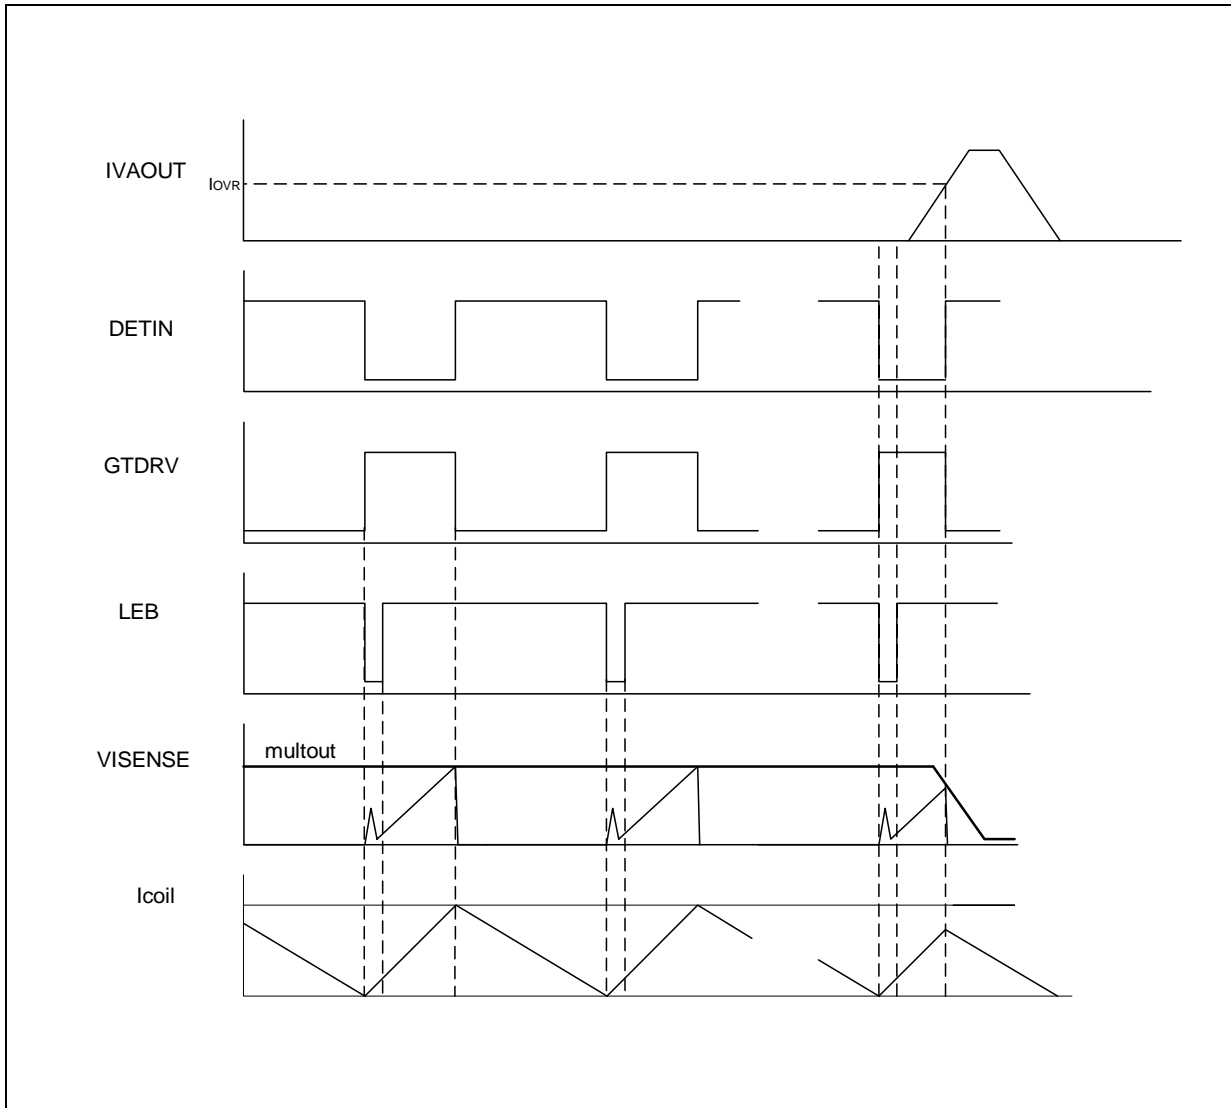 IVAOUT
IOVR
DETIN
GTDRV
LEB
VISENSE
multout
Icoil